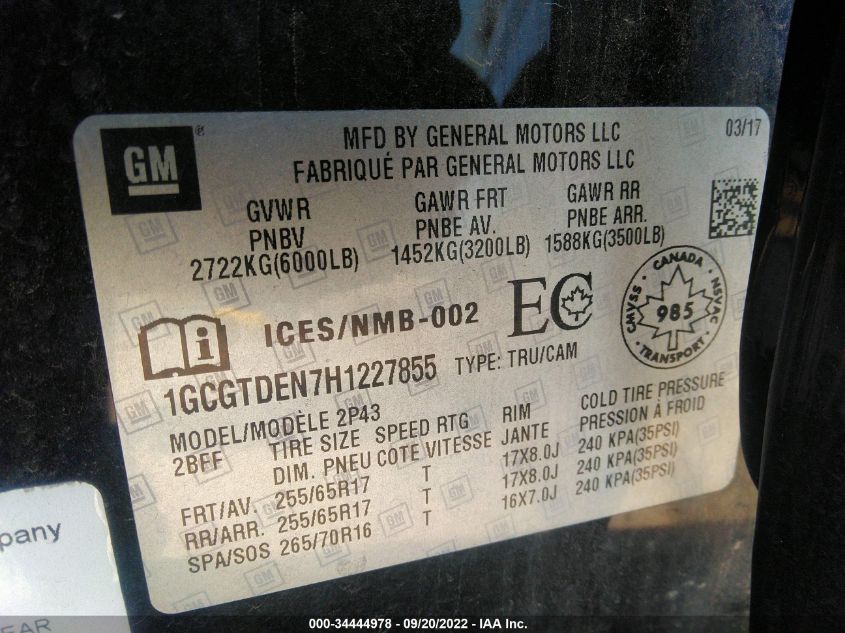 GM
®
MFD BY GENERAL MOTORS LLC
03/17
FABRIQUÉ PAR GENERAL MOTORS LLC
GVWR GAWR FRT GAWR RR
PNBV PNBE AV. PNBE ARR.
2722KG(6000LB) 1452KG(3200LB) 1588KG(3500LB)
i ICES/NMB-002 EC
CANADA
CMVSS 985 NSVAC
TRANSPORT
1GCGTDEN7H1227855 TYPE: TRU/CAM
MODEL/MODÈLE 2P43
2BFF TIRE SIZE SPEED RTG RIM COLD TIRE PRESSURE
DIM. PNEU COTE VITESSE JANTE PRESSION À FROID
FRT/AV. 255/65R17 T 17X8.0J 240 KPA(35PSI)
RR/ARR. 255/65R17 T 17X8.0J 240 KPA(35PSI)
SPA/SOS 265/70R16 T 16X7.0J 240 KPA(35PSI)
pany
EAR
000-34444978 - 09/20/2022 - IAA Inc.